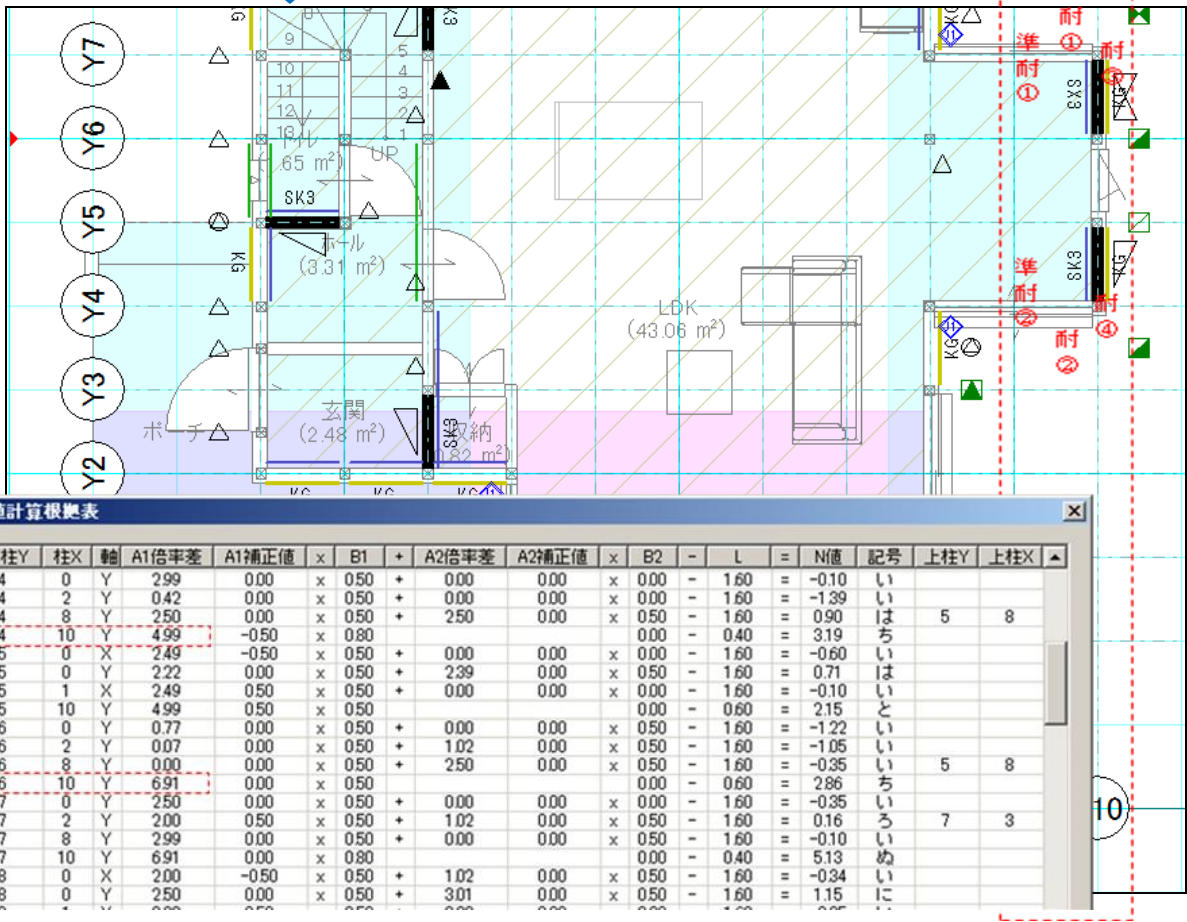 KG
耐
①
準
耐
①
耐
KG
Y7
9
10
11
12
13
5
4
3
2
1
SK3
KG
J1
Y6
トイレ
.65 m²)
UP
SK3
Y5
KG
ホール
(3.31 m²)
SK3
KG
準
耐
②
耐
④
耐
②
Y4
LDK
(43.06 m²)
J1
KG
Y3
玄関
(2.48 m²)
ポーチ
SK3
収納
0.82 m²)
Y2
KG KG KG J1
値計算根拠表
柱Y 柱X 軸 A1倍率差 A1補正値 x B1 + A2倍率差 A2補正値 x B2 - L = N値 記号 上柱Y 上柱X
4 0 Y 2.99 0.00 x 0.50 + 0.00 0.00 x 0.00 - 1.60 = -0.10 い
4 2 Y 0.42 0.00 x 0.50 + 0.00 0.00 x 0.00 - 1.60 = -1.39 い
4 8 Y 2.50 0.00 x 0.50 + 2.50 0.00 x 0.50 - 1.60 = 0.90 は 5 8
4 10 Y 4.99 -0.50 x 0.80 0.00 - 0.40 = 3.19 ち
5 0 X 2.49 -0.50 x 0.50 + 0.00 0.00 x 0.00 - 1.60 = -0.60 い
5 0 Y 2.22 0.00 x 0.50 + 2.39 0.00 x 0.50 - 1.60 = 0.71 は
5 1 X 2.49 0.50 x 0.50 + 0.00 0.00 x 0.00 - 1.60 = -0.10 い
5 10 Y 4.99 0.00 x 0.50 0.00 - 0.60 = 2.15 と
6 0 Y 0.77 0.00 x 0.50 + 0.00 0.00 x 0.50 - 1.60 = -1.22 い
6 2 Y 0.07 0.00 x 0.50 + 1.02 0.00 x 0.50 - 1.60 = -1.05 い
6 8 Y 0.00 0.00 x 0.50 + 2.50 0.00 x 0.50 - 1.60 = -0.35 い 5 8
6 10 Y 6.91 0.00 x 0.50 0.00 - 0.60 = 2.86 ち
7 0 Y 2.50 0.00 x 0.50 + 0.00 0.00 x 0.00 - 1.60 = -0.35 い
7 2 Y 2.00 0.50 x 0.50 + 1.02 0.00 x 0.50 - 1.60 = 0.16 ろ 7 3
7 8 Y 2.99 0.00 x 0.50 + 0.00 0.00 x 0.00 - 1.60 = -0.10 い
7 10 Y 6.91 0.00 x 0.80 0.00 - 0.40 = 5.13 ぬ
8 0 X 2.00 -0.50 x 0.50 + 1.02 0.00 x 0.50 - 1.60 = -0.34 い
8 0 Y 2.50 0.00 x 0.50 + 3.01 0.00 x 0.50 - 1.60 = 1.15 に
10